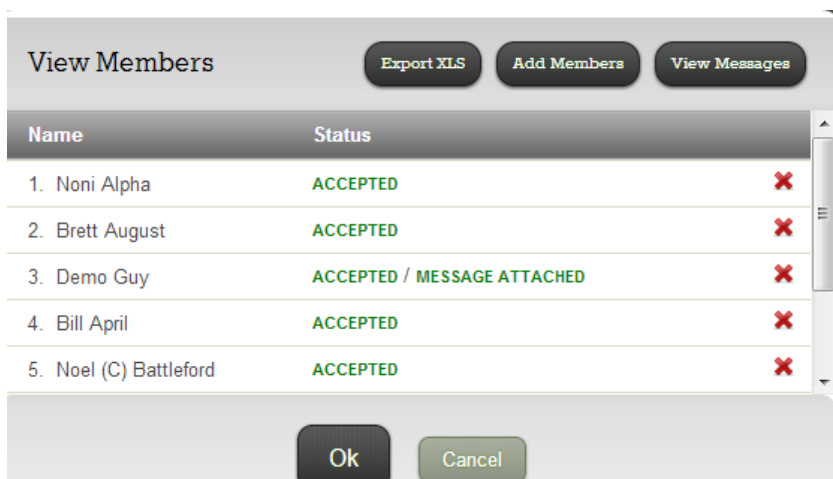 View Members Export XLS Add Members View Messages
Name Status
1. Noni Alpha ACCEPTED
2. Brett August ACCEPTED
3. Demo Guy ACCEPTED / MESSAGE ATTACHED
4. Bill April ACCEPTED
5. Noel (C) Battleford ACCEPTED
Ok Cancel